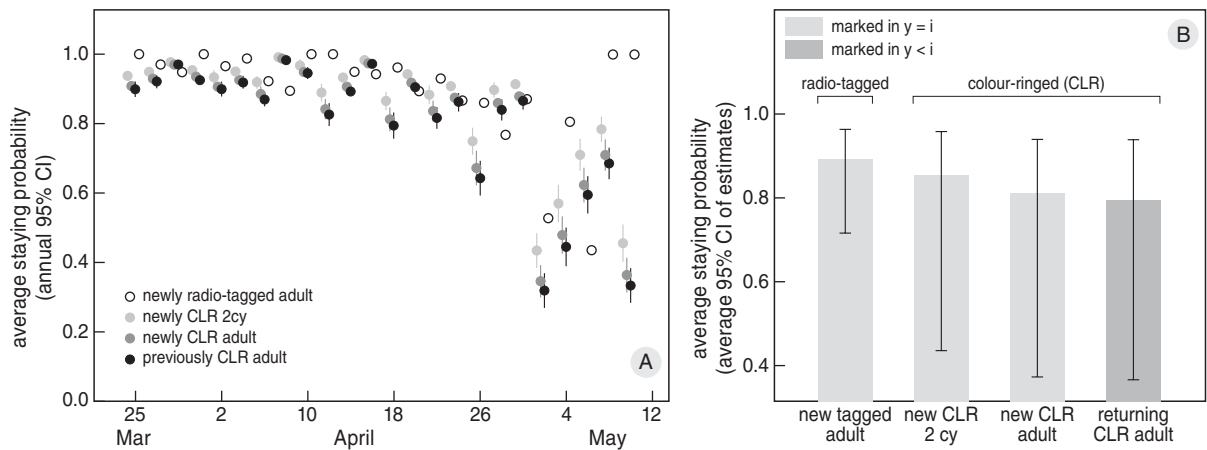 average staying probability
(annual 95% CI)
1.0
0.8
0.6
0.4
0.2
0.0
newly radio-tagged adult
newly CLR 2cy
newly CLR adult
previously CLR adult
A
25
2
10
18
26
4
12
Mar
April
May
average staying probability
(average 95% CI of estimates)
B
marked in y = i
marked in y < i
radio-tagged
colour-ringed (CLR)
1.0
0.8
0.6
0.4
new tagged
adult
new CLR
2 cy
new CLR
adult
returning
CLR adult